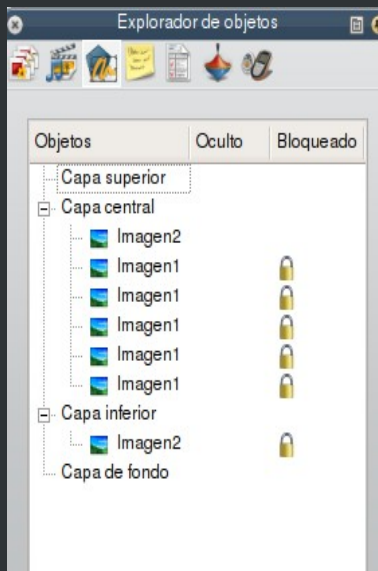 Explorador de objetos
Objetos Oculto Bloqueado
Capa superior
Capa central
Imagen2
Imagen1
Imagen1
Imagen1
Imagen1
Imagen1
Capa inferior
Imagen2
Capa de fondo